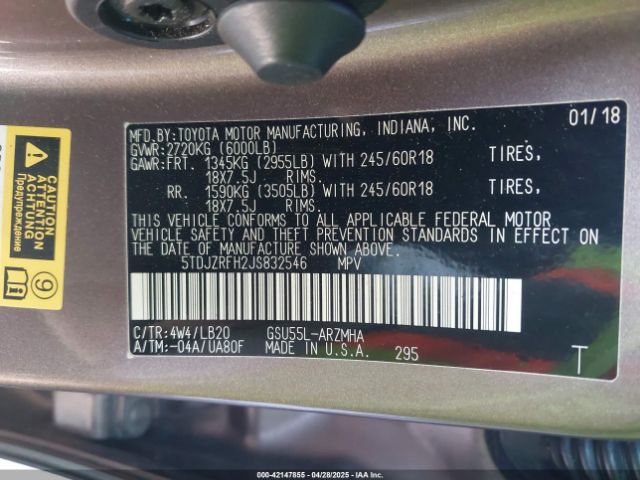 MFD.BY:TOYOTA MOTOR MANUFACTURING, INDIANA, INC. 01/18
GVWR:2720KG (6000LB)
GAWR:FRT. 1345KG (2955LB) WITH 245/60R18 TIRES,
18X7.5J RIMS.
RR. 1590KG (3505LB) WITH 245/60R18 TIRES,
18X7.5J RIMS.
THIS VEHICLE CONFORMS TO ALL APPLICABLE FEDERAL MOTOR
VEHICLE SAFETY AND THEFT PREVENTION STANDARDS IN EFFECT ON
THE DATE OF MANUFACTURE SHOWN ABOVE.
5TDJZRFH2JS832546 MPV
C/TR:4W4/LB20 GSU55L-ARZMHA
A/TM:-04A/UA80F MADE IN U.S.A. 295 T
CAUTION
ATTENTION
ACHTUNG
Предупреждение
9
000-42147855 - 04/28/2025 - IAA